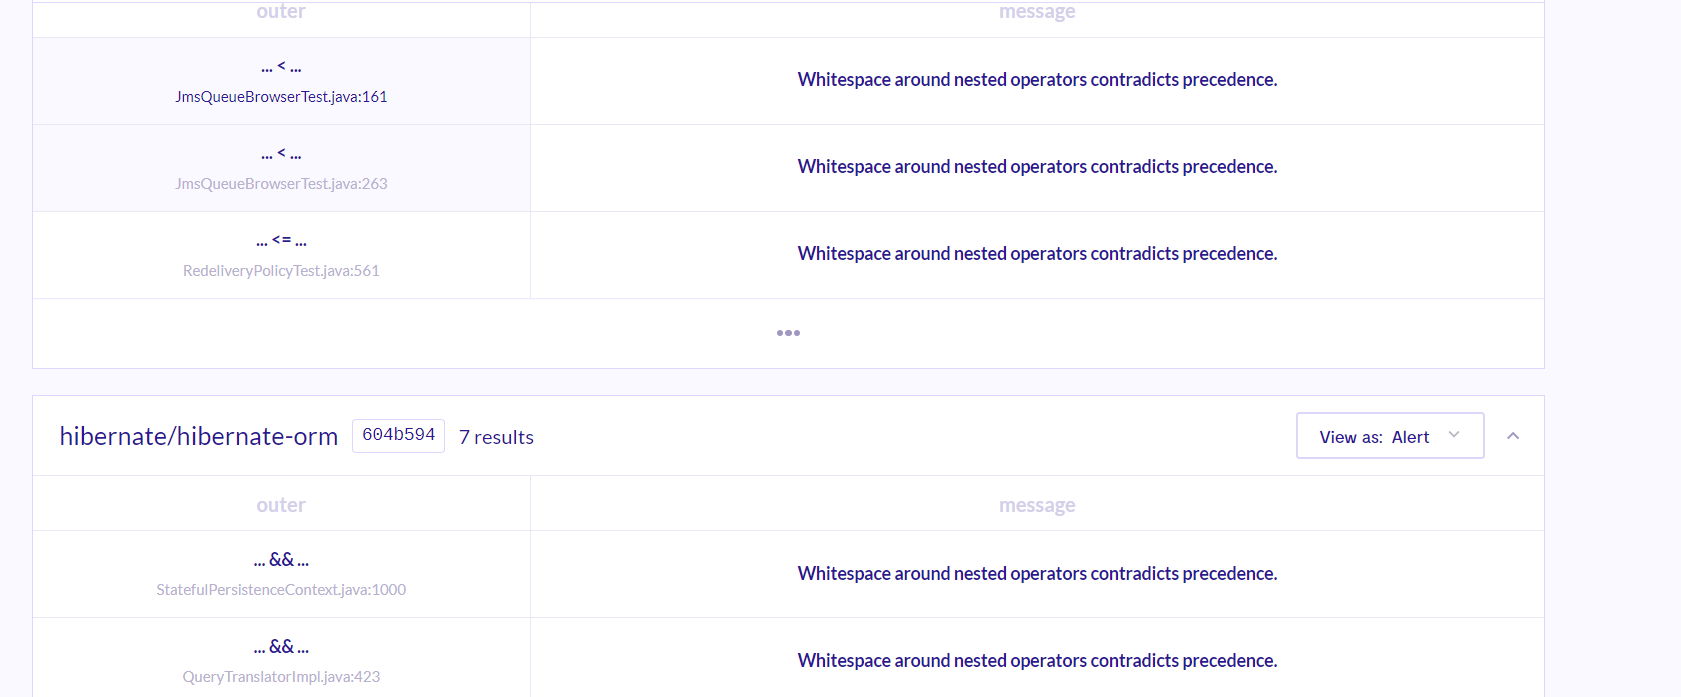 outer message
... < ...
JmsQueueBrowserTest.java:161
Whitespace around nested operators contradicts precedence.
... < ...
JmsQueueBrowserTest.java:263
Whitespace around nested operators contradicts precedence.
... <= ...
RedeliveryPolicyTest.java:561
Whitespace around nested operators contradicts precedence.
•••
hibernate/hibernate-orm 604b594 7 results View as: Alert
outer message
... && ...
StatefulPersistenceContext.java:1000
Whitespace around nested operators contradicts precedence.
... && ...
QueryTranslatorImpl.java:423
Whitespace around nested operators contradicts precedence.